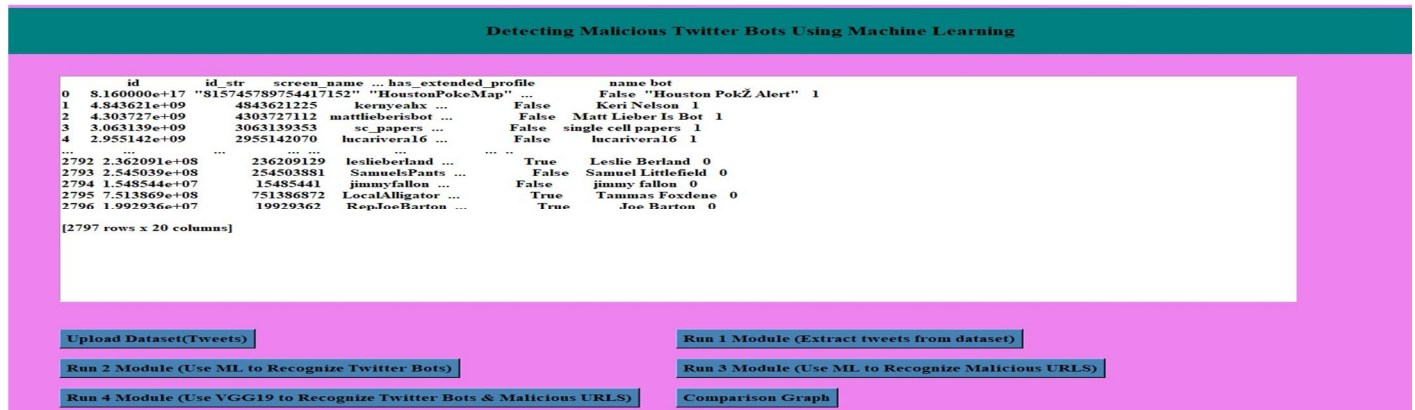 Detecting Malicious Twitter Bots Using Machine Learning
id id_str screen_name ... has_extended_profile name bot
0 8.160000e+17 "815745789754417152" "HoustonPokeMap" ... False "Houston PokŽ Alert" 1
1 4.843621e+09 4843621225 kernyeahx ... False Keri Nelson 1
2 4.303727e+09 4303727112 mattlieberisbot ... False Matt Lieber Is Bot 1
3 3.063139e+09 3063139353 sc_papers ... False single cell papers 1
4 2.955142e+09 2955142070 lucarivera16 ... False lucarivera16 1
... ... ... ... ... ... ... ..
2792 2.362091e+08 236209129 leslieberland ... True Leslie Berland 0
2793 2.545039e+08 254503881 SamuelsPants ... False Samuel Littlefield 0
2794 1.548544e+07 15485441 jimmyfallon ... False jimmy fallon 0
2795 7.513869e+08 751386872 LocalAlligator ... True Tammas Foxdene 0
2796 1.992936e+07 19929362 RepJoeBarton ... True Joe Barton 0
[2797 rows x 20 columns]
Upload Dataset(Tweets)
Run 1 Module (Extract tweets from dataset)
Run 2 Module (Use ML to Recognize Twitter Bots)
Run 3 Module (Use ML to Recognize Malicious URLS)
Run 4 Module (Use VGG19 to Recognize Twitter Bots & Malicious URLS)
Comparison Graph